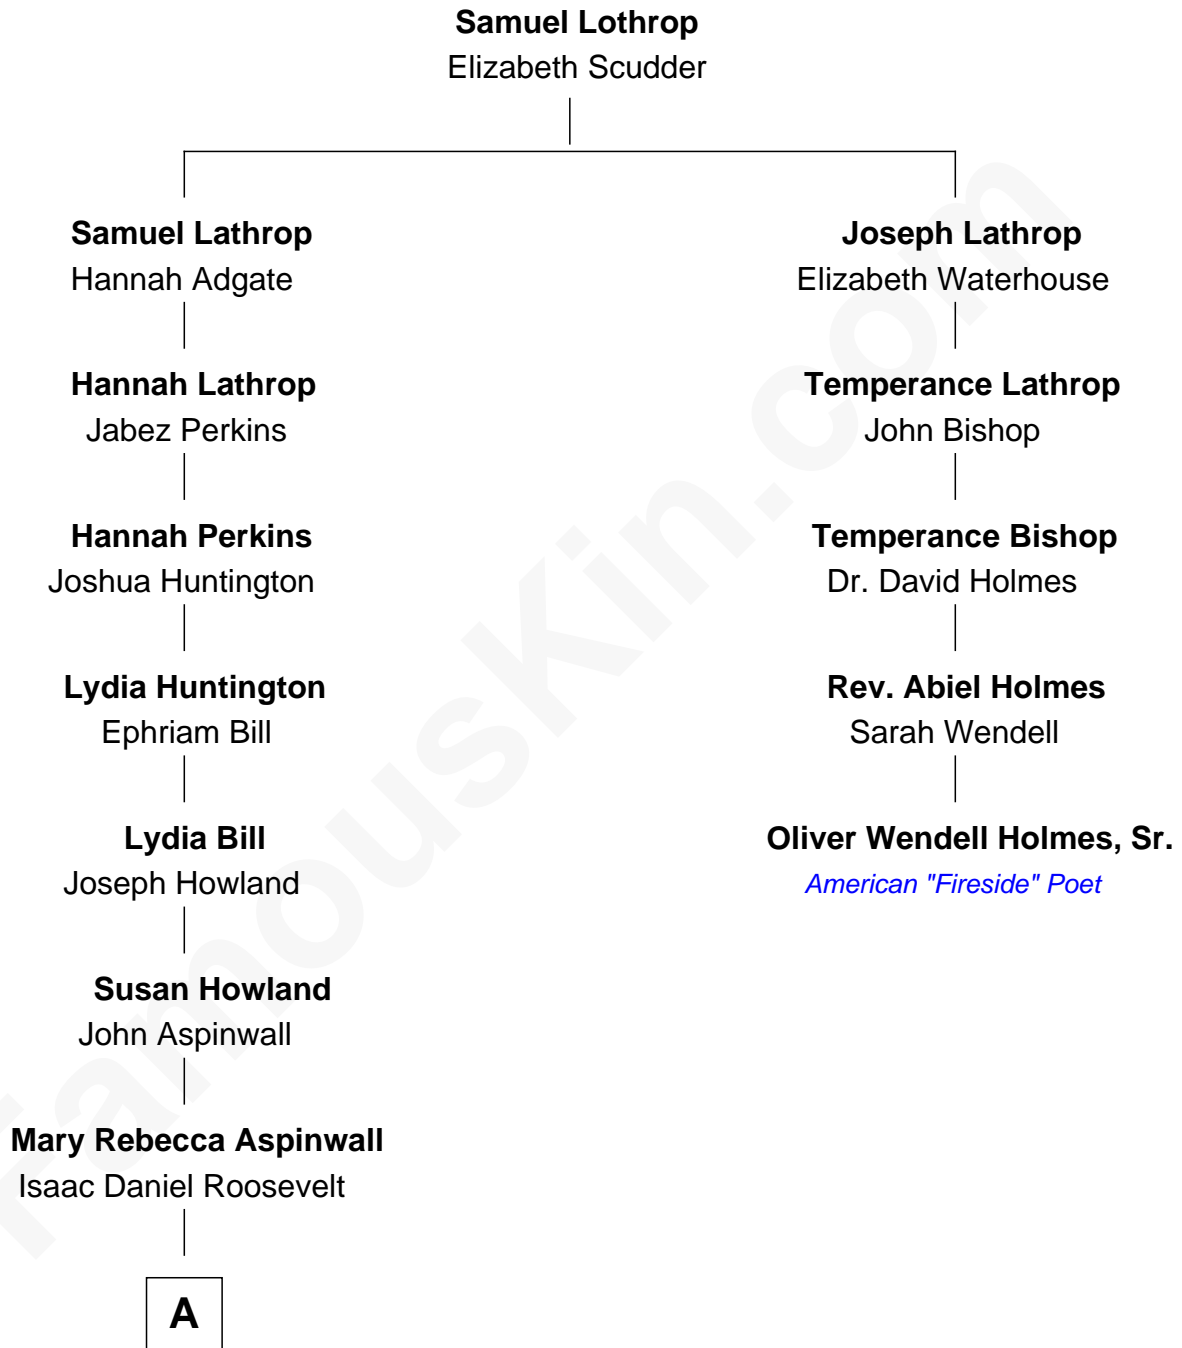 Samuel Lothrop
Elizabeth Scudder
Samuel Lathrop
Hannah Adgate
Joseph Lathrop
Elizabeth Waterhouse
Hannah Lathrop
Jabez Perkins
Temperance Lathrop
John Bishop
Hannah Perkins
Joshua Huntington
Temperance Bishop
Dr. David Holmes
Lydia Huntington
Ephriam Bill
Rev. Abiel Holmes
Sarah Wendell
Lydia Bill
Joseph Howland
Oliver Wendell Holmes, Sr.
American "Fireside" Poet
Susan Howland
John Aspinwall
Mary Rebecca Aspinwall
Isaac Daniel Roosevelt
A
FamousKin.com